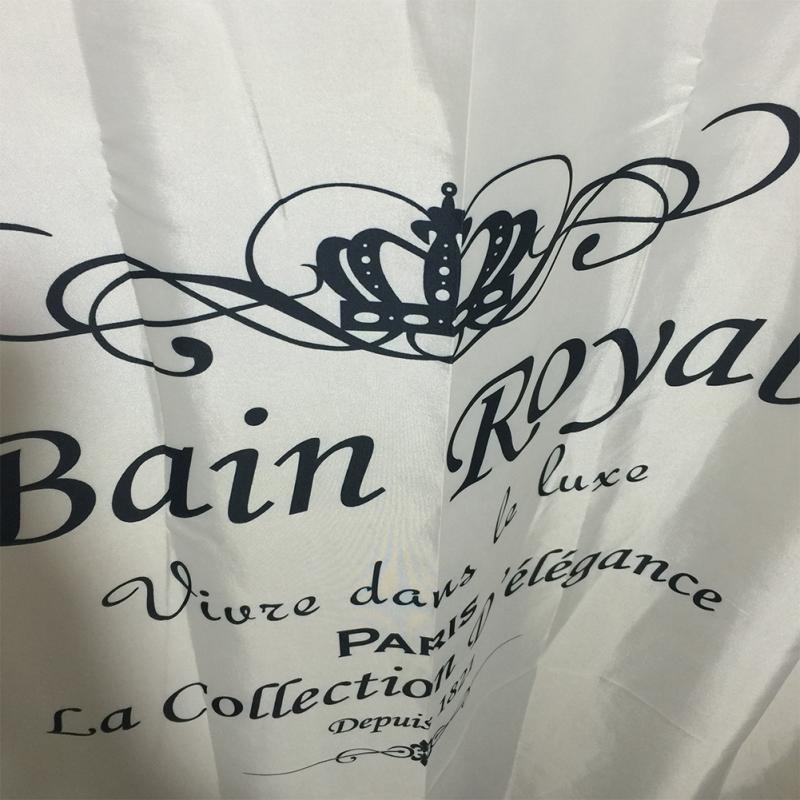 Bain Royal
Vivre dans le luxe
PARIS
La Collection D'élégance
Depuis